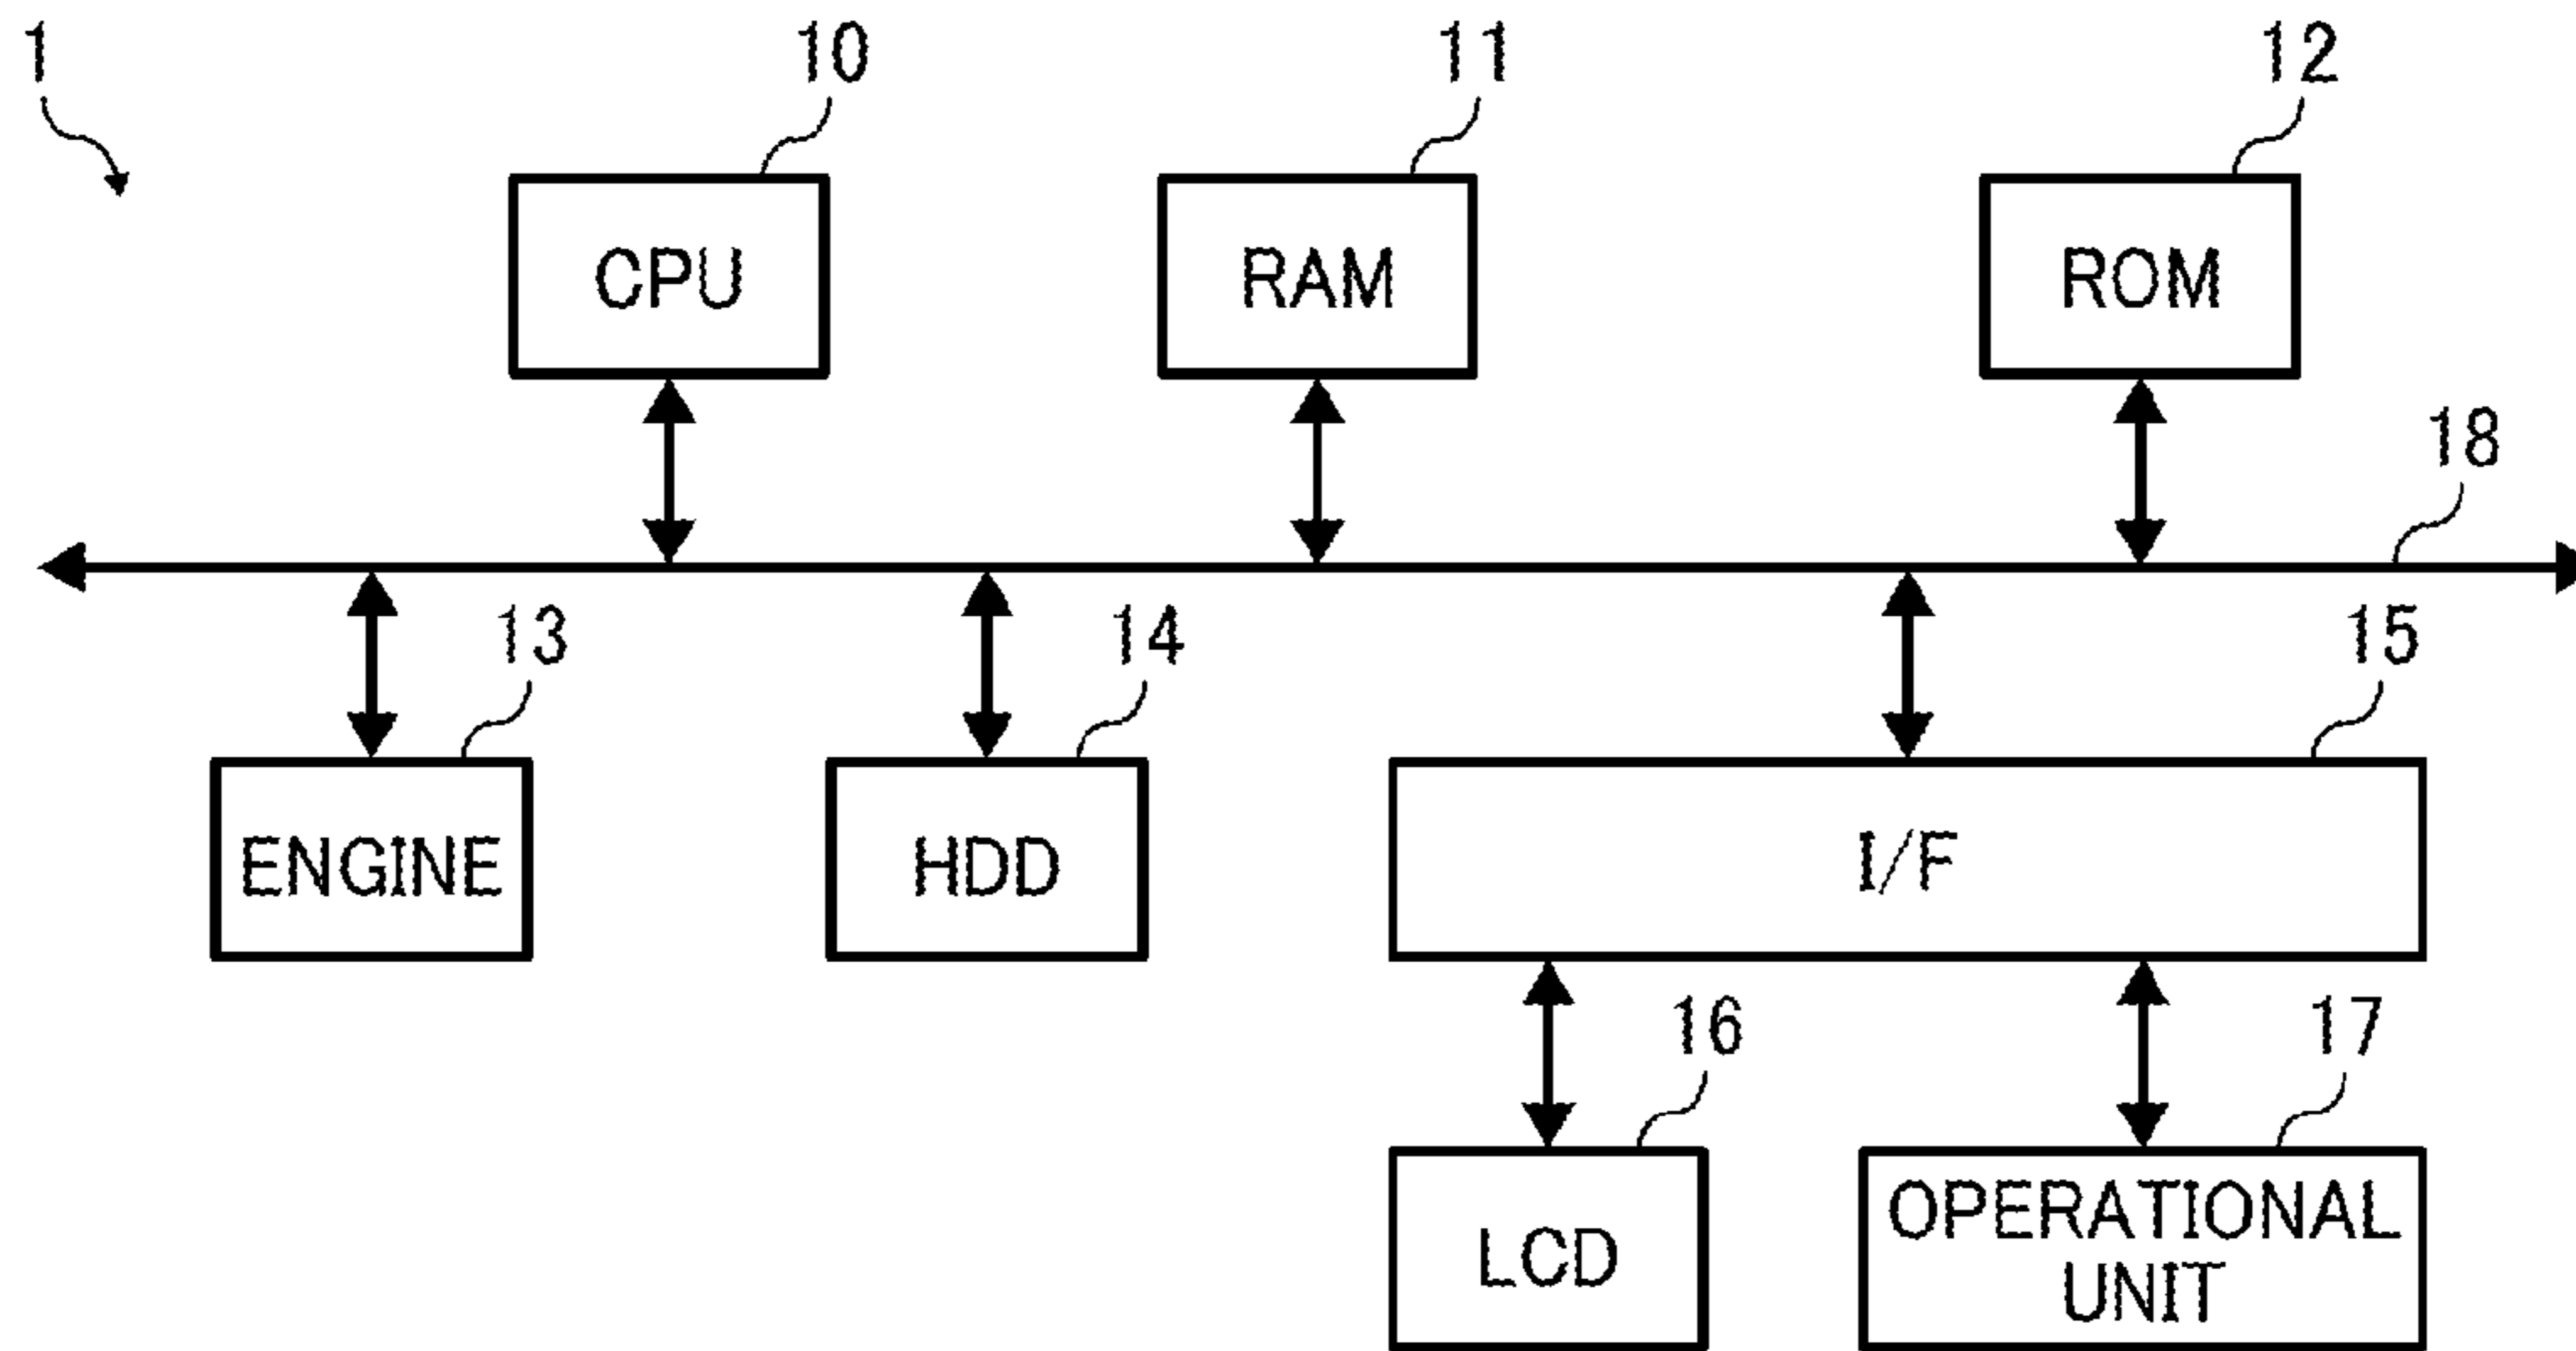 1
10
11
12
CPU
RAM
ROM
18
13
14
15
ENGINE
HDD
I/F
16
17
LCD
OPERATIONAL
UNIT